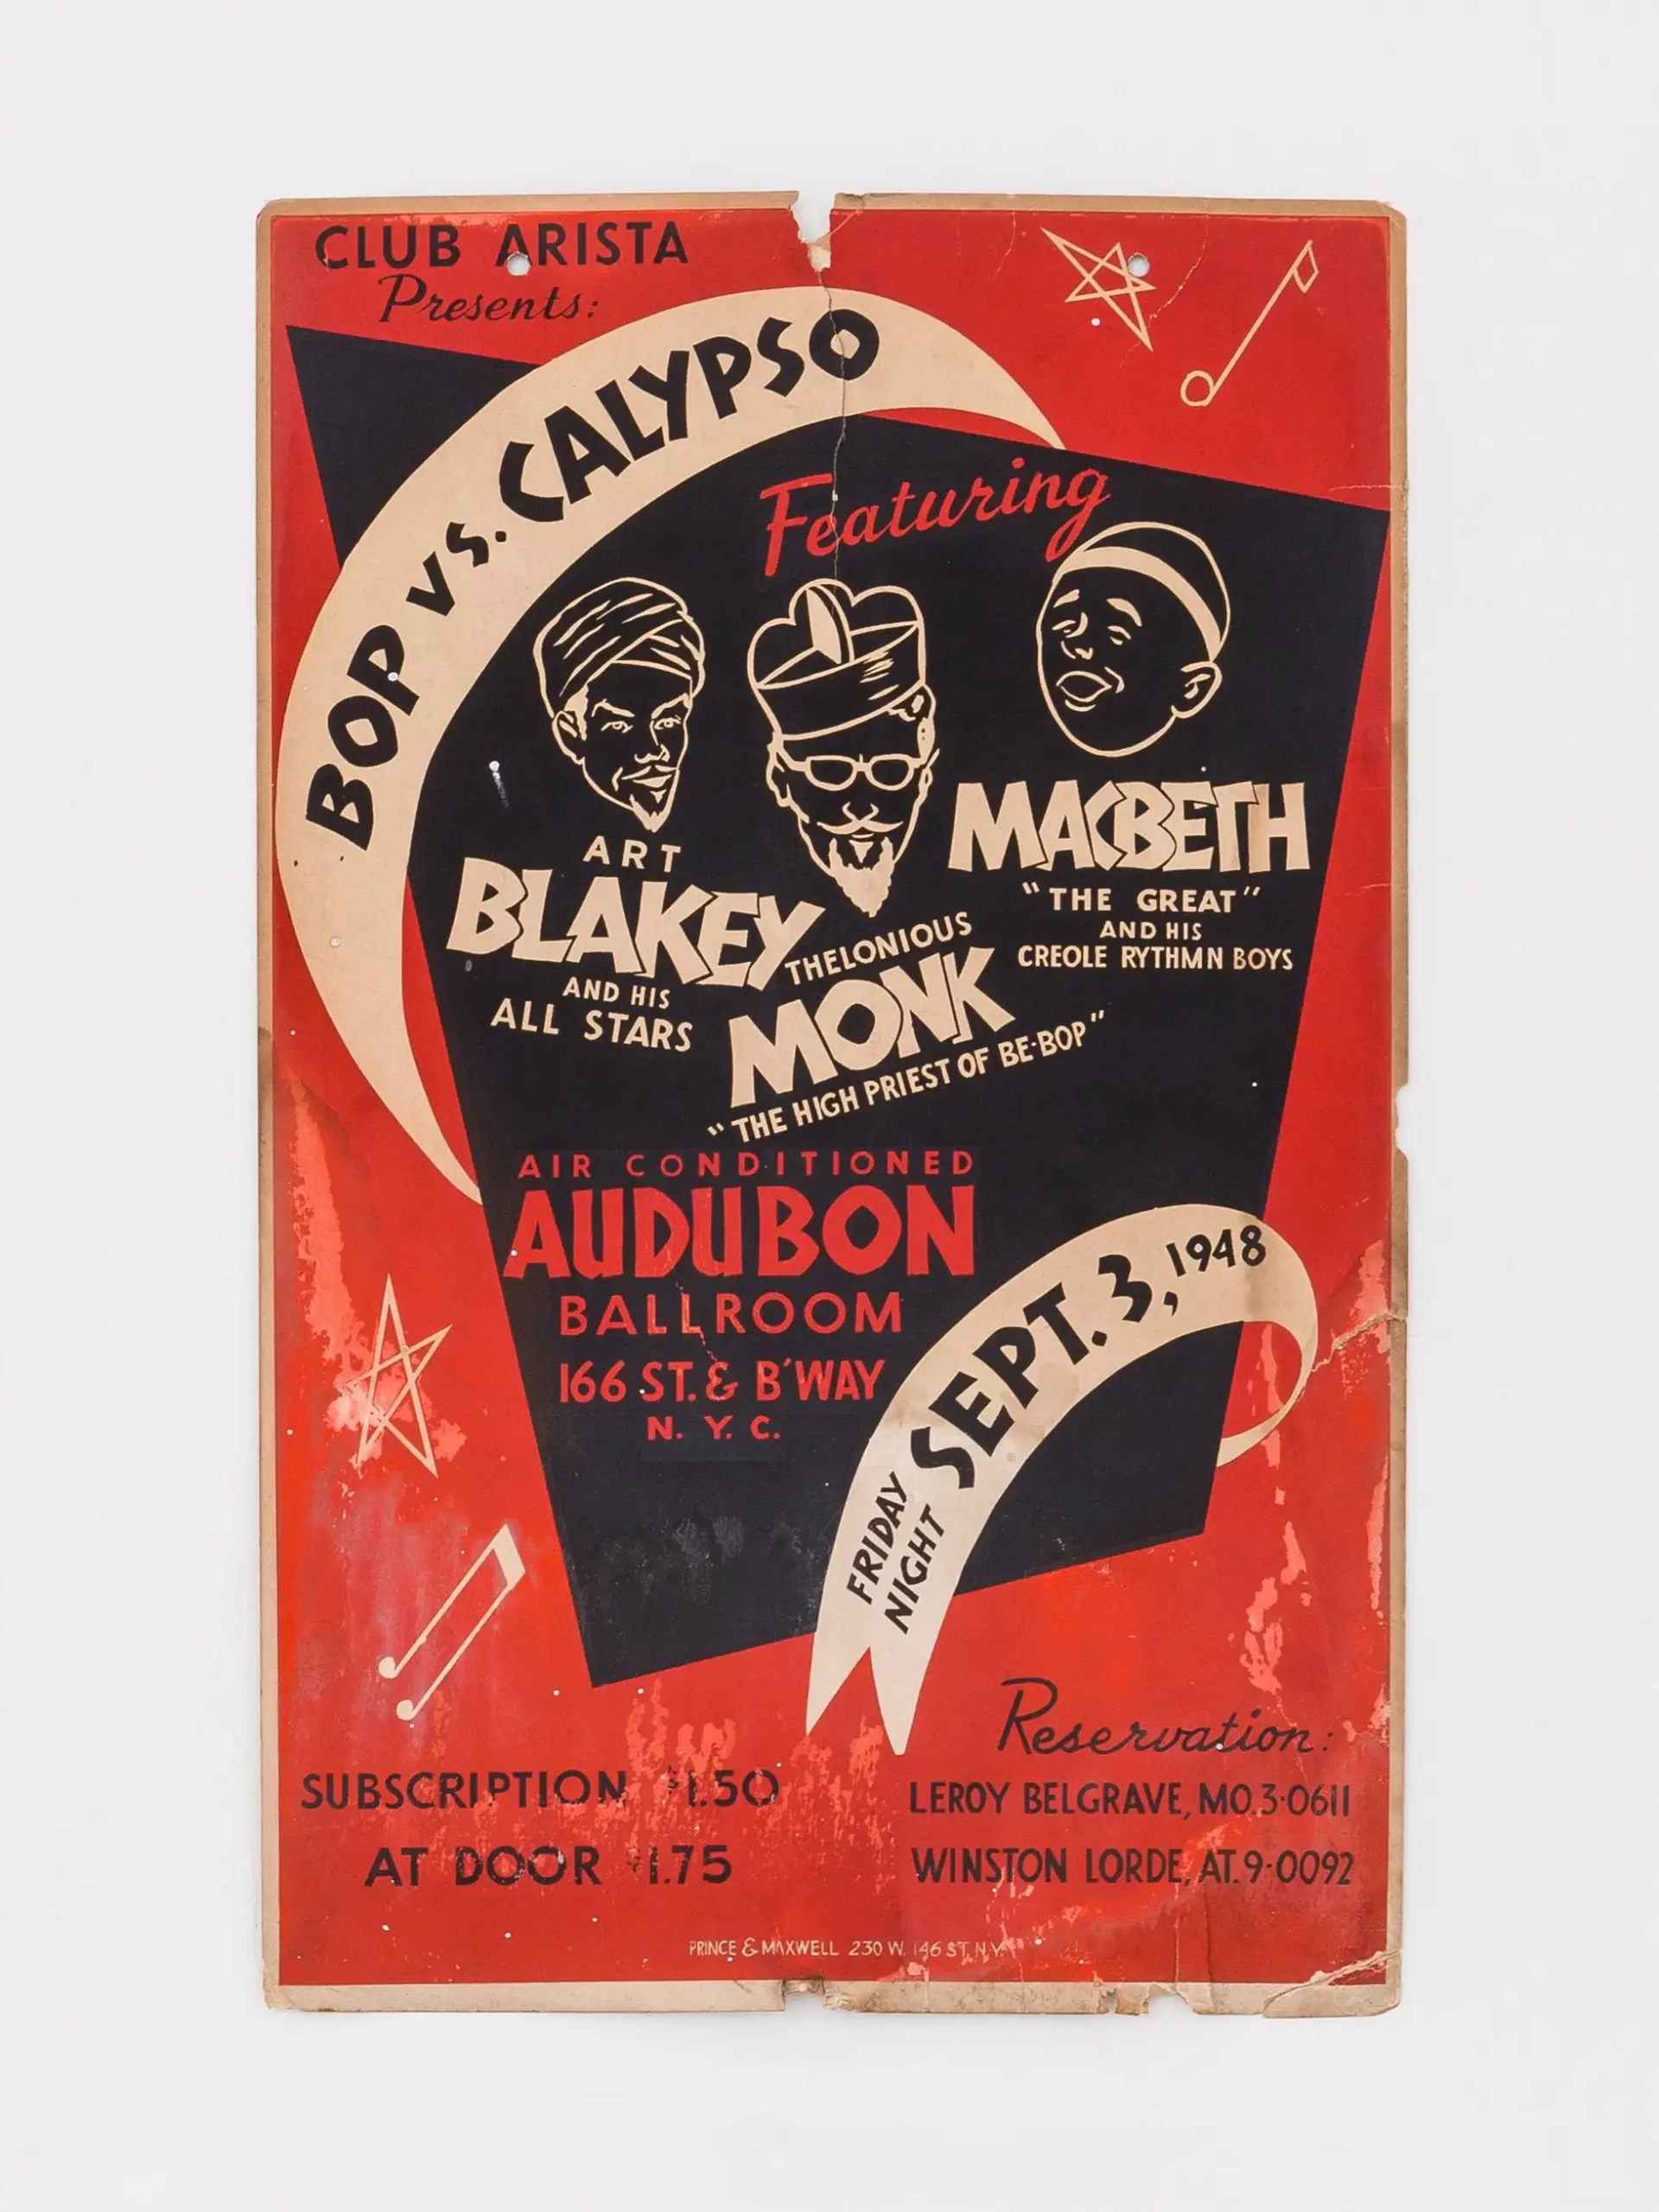 CLUB ARISTA
Presents:
BOP VS. CALYPSO
Featuring
ART
BLAKEY
AND HIS
ALL STARS
THELONIOUS
MONK
"THE HIGH PRIEST OF BE-BOP"
MACBETH
"THE GREAT"
AND HIS
CREOLE RYTHMN BOYS
AIR CONDITIONED
AUDUBON
BALLROOM
166 ST. & B'WAY
N. Y. C.
FRIDAY
NIGHT
SEPT. 3, 1948
SUBSCRIPTION $1.50
AT DOOR $1.75
Reservation:
LEROY BELGRAVE, MO.3-0611
WINSTON LORDE, AT.9-0092
PRINCE & MAXWELL 230 W. 146 ST. N.Y.